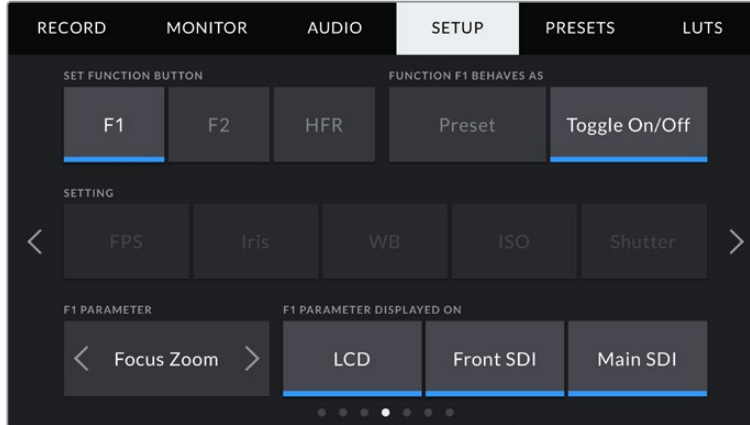 RECORD MONITOR AUDIO SETUP PRESETS LUTS
SET FUNCTION BUTTON FUNCTION F1 BEHAVES AS
F1 F2 HFR Preset Toggle On/Off
SETTING
FPS Iris WB ISO Shutter
F1 PARAMETER F1 PARAMETER DISPLAYED ON
Focus Zoom LCD Front SDI Main SDI